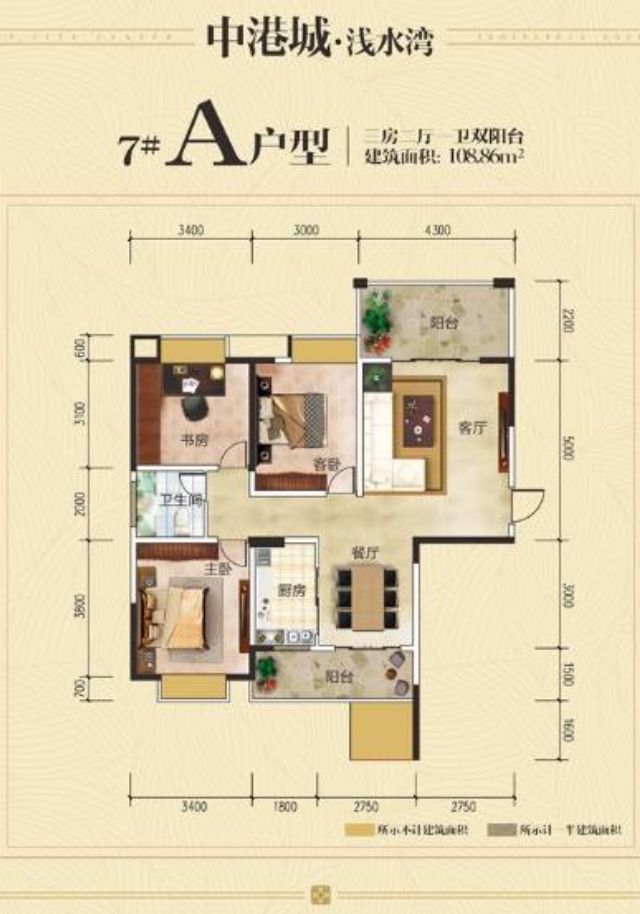 中港城·浅水湾
7# A户型
三房二厅一卫双阳台
建筑面积: 108.86m²
3400 3000 4300
阳台
2200
600
3100
书房
客卧
客厅
5000
2000
卫生间
餐厅
主卧
厨房
3800
3000
阳台
1500
700
1600
3400 1800 2750 2750
所示不计建筑面积 所示计一半建筑面积